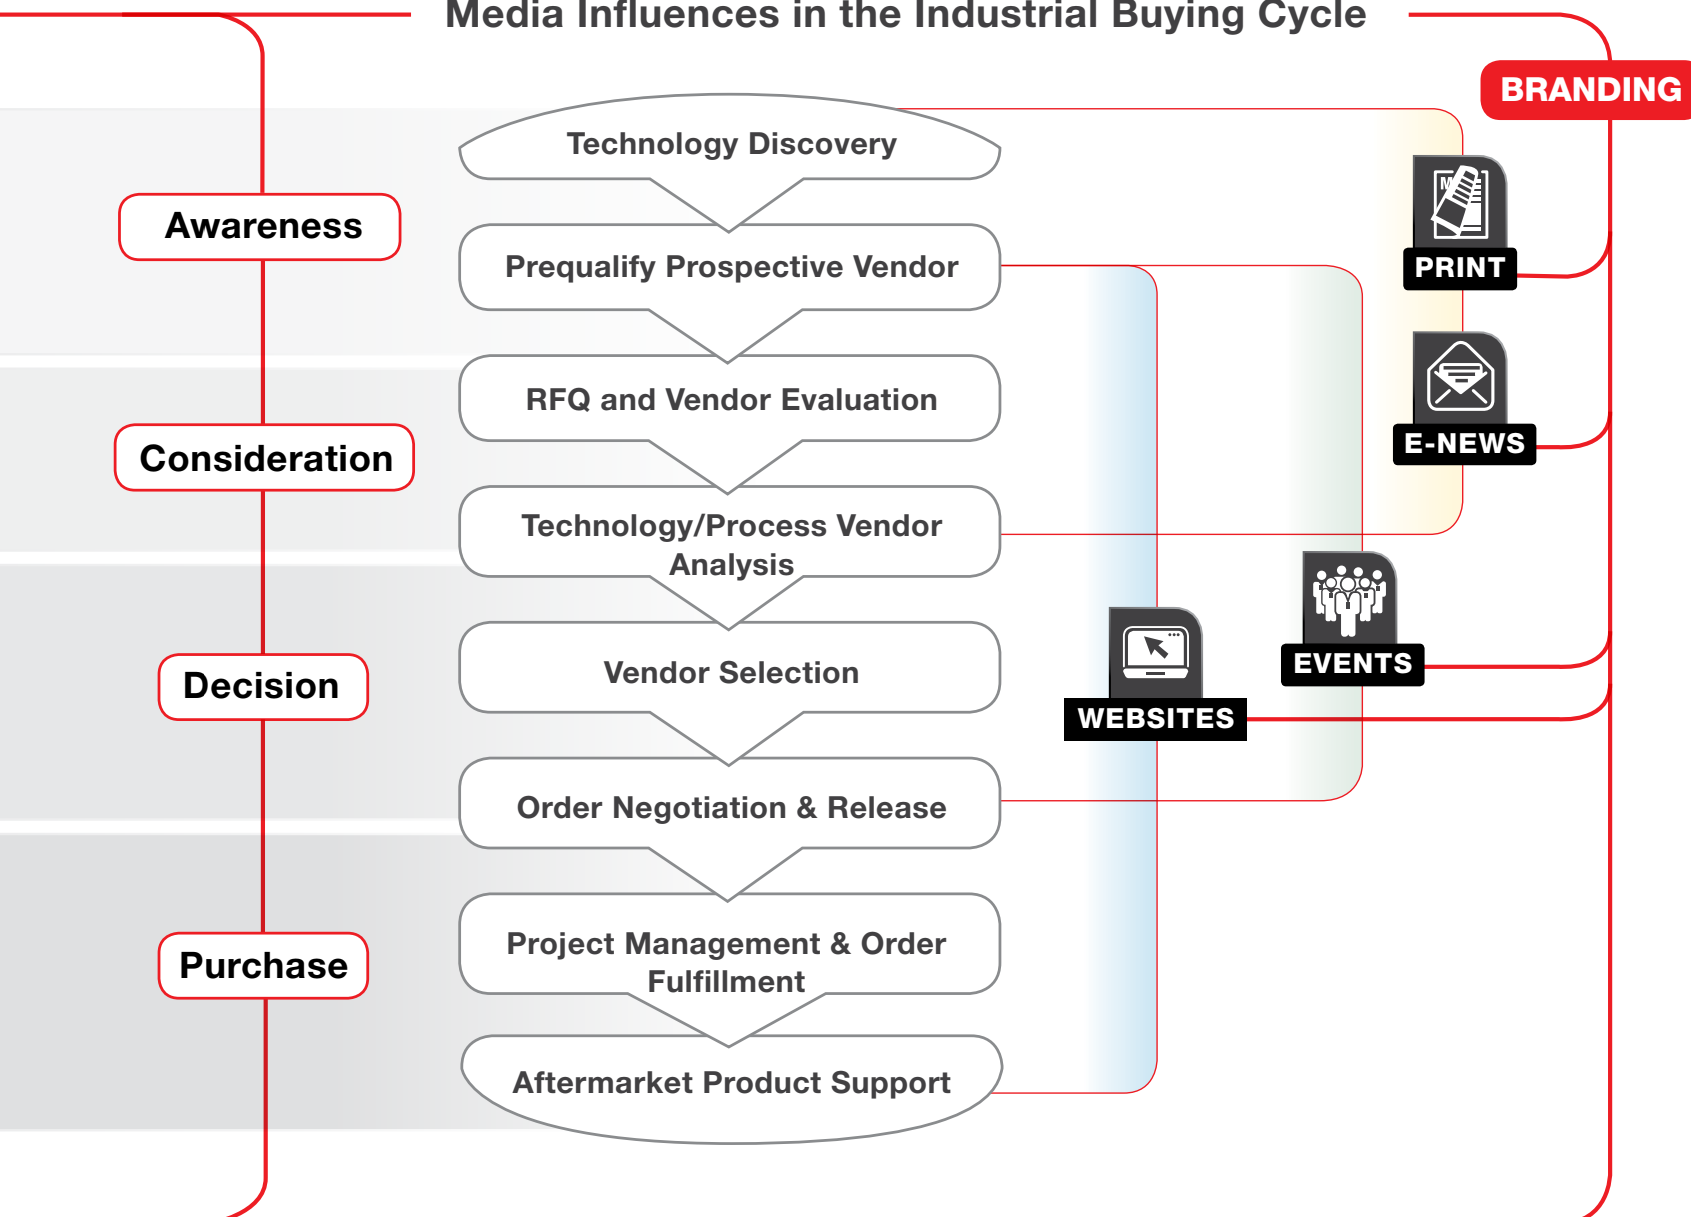 Media Influences in the Industrial Buying Cycle
BRANDING
Technology Discovery
Awareness
Prequalify Prospective Vendor
M
PRINT
RFQ and Vendor Evaluation
Consideration
E-NEWS
Technology/Process Vendor
Analysis
Decision
Vendor Selection
EVENTS
WEBSITES
Order Negotiation & Release
Purchase
Project Management & Order
Fulfillment
Aftermarket Product Support